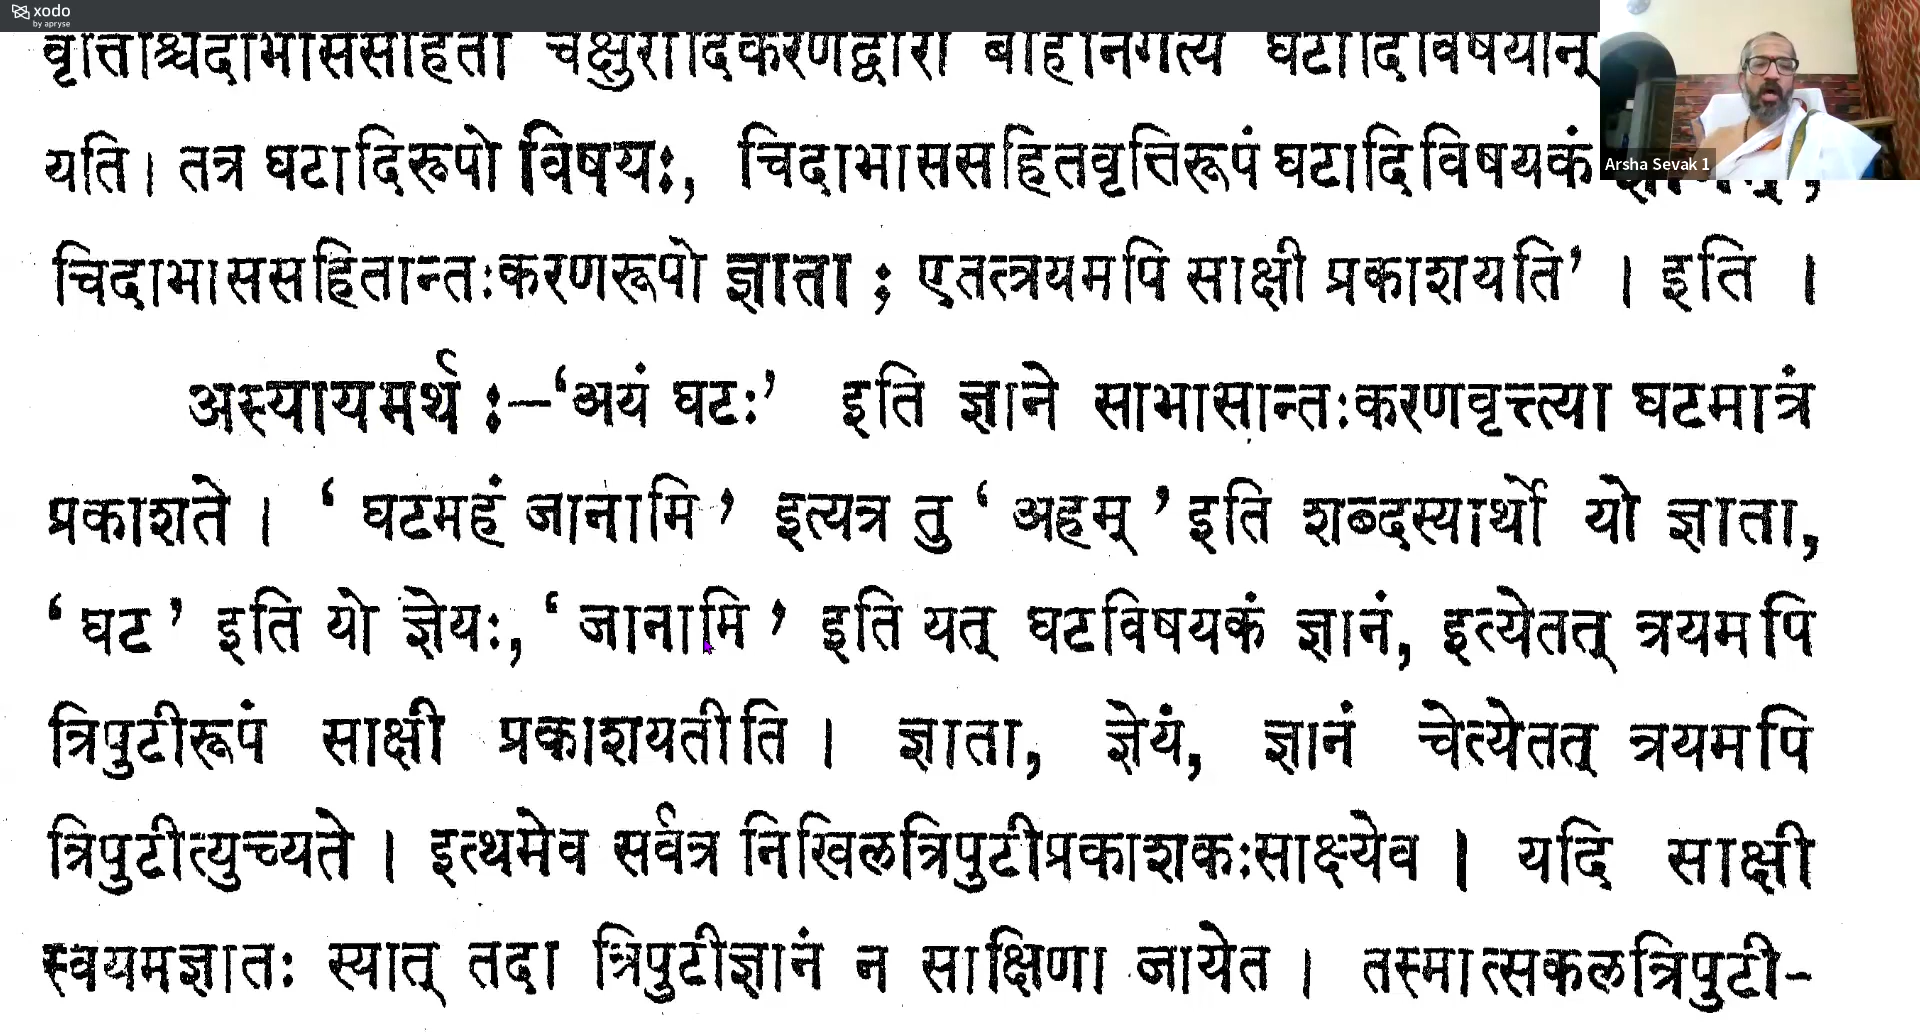 xodo
by apryse
वृत्तिश्चिदाभाससहिता चक्षुरादिकरणद्वारा बहिर्निर्गत्य घटादिविषयान्
यति। तत्र घटादिरूपो विषयः, चिदाभाससहितवृत्तिरूपं घटादिविषयकं
Arsha Sevak 1
चिदाभाससहितान्तःकरणरूपो ज्ञाता ; एतत्त्रयमपि साक्षी प्रकाशयति’ । इति ।
अस्यायमर्थः—‘अयं घटः’ इति ज्ञाने साभासान्तःकरणवृत्त्या घटमात्रं
प्रकाशते । ‘ घटमहं जानामि ’ इत्यत्र तु ‘ अहम् ’ इति शब्दस्यार्थो यो ज्ञाता,
‘ घट ’ इति यो ज्ञेयः, ‘ जानामि ’ इति यत् घटविषयकं ज्ञानं, इत्येतत् त्रयमपि
त्रिपुटीरूपं साक्षी प्रकाशयतीति । ज्ञाता, ज्ञेयं, ज्ञानं चेत्येतत् त्रयमपि
त्रिपुटीत्युच्यते । इत्थमेव सर्वत्र निखिलत्रिपुटीप्रकाशकःसाक्ष्येव । यदि साक्षी
स्वयमज्ञातः स्यात् तदा त्रिपुटीज्ञानं न साक्षिणा जायेत । तस्मात्सकलत्रिपुटी-